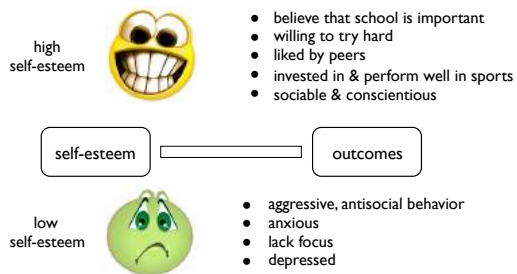 high
self-esteem
● believe that school is important
● willing to try hard
● liked by peers
● invested in & perform well in sports
● sociable & conscientious
self-esteem
outcomes
low
self-esteem
● aggressive, antisocial behavior
● anxious
● lack focus
● depressed